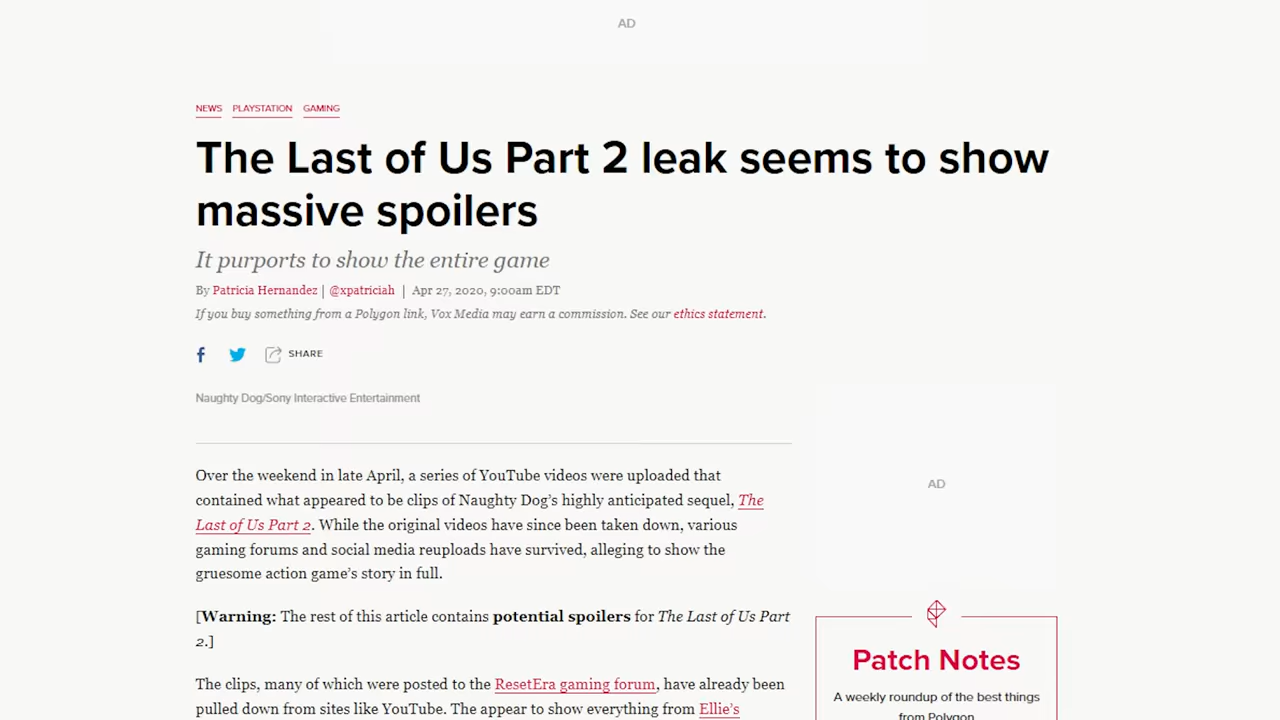 AD
NEWS PLAYSTATION GAMING
The Last of Us Part 2 leak seems to show
massive spoilers
It purports to show the entire game
By Patricia Hernandez | @xpatriciah | Apr 27, 2020, 9:00am EDT
If you buy something from a Polygon link, Vox Media may earn a commission. See our ethics statement.
SHARE
Naughty Dog/Sony Interactive Entertainment
Over the weekend in late April, a series of YouTube videos were uploaded that
contained what appeared to be clips of Naughty Dog's highly anticipated sequel, The
Last of Us Part 2. While the original videos have since been taken down, various
gaming forums and social media reuploads have survived, alleging to show the
gruesome action game's story in full.
[Warning: The rest of this article contains potential spoilers for The Last of Us Part
2.]
The clips, many of which were posted to the ResetEra gaming forum, have already been
pulled down from sites like YouTube. The appear to show everything from Ellie's
AD
Patch Notes
A weekly roundup of the best things
from Polygon